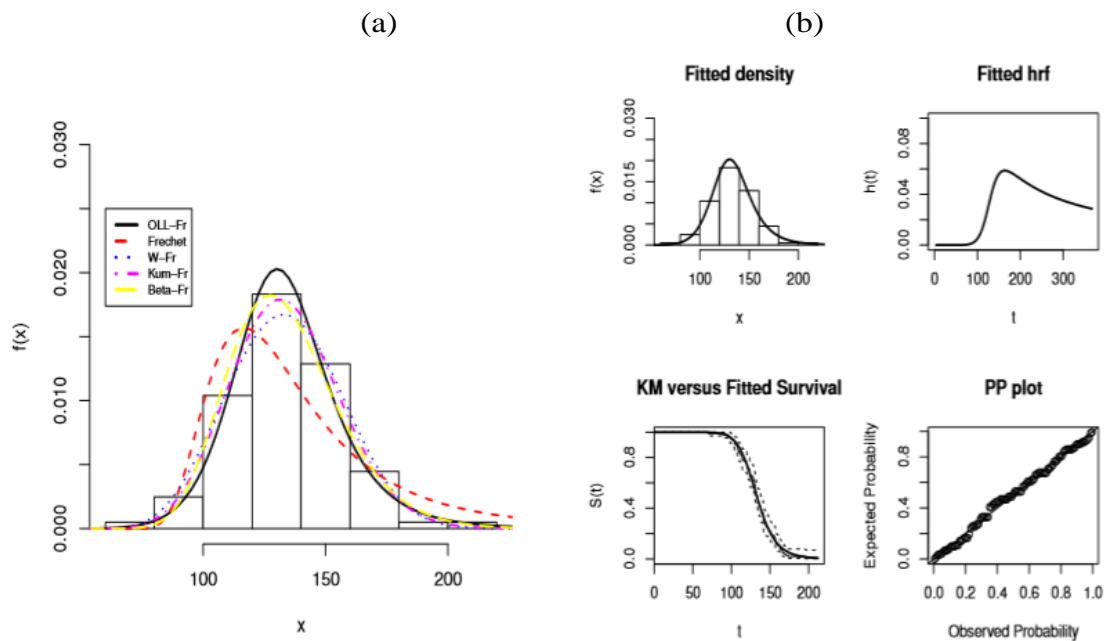 (a)
(b)
0.030
0.020
0.010
0.000
f(x)
OLL-Fr
Frechet
W-Fr
Kum-Fr
Beta-Fr
100
150
200
x
Fitted density
0.030
0.015
0.000
f(x)
100
150
200
x
Fitted hrf
0.08
0.04
0.00
h(t)
0
100
300
t
KM versus Fitted Survival
0.8
0.4
0.0
S(t)
0
50
100
150
200
t
PP plot
0.8
0.4
0.0
Expected Probability
0.0
0.2
0.4
0.6
0.8
1.0
Observed Probability